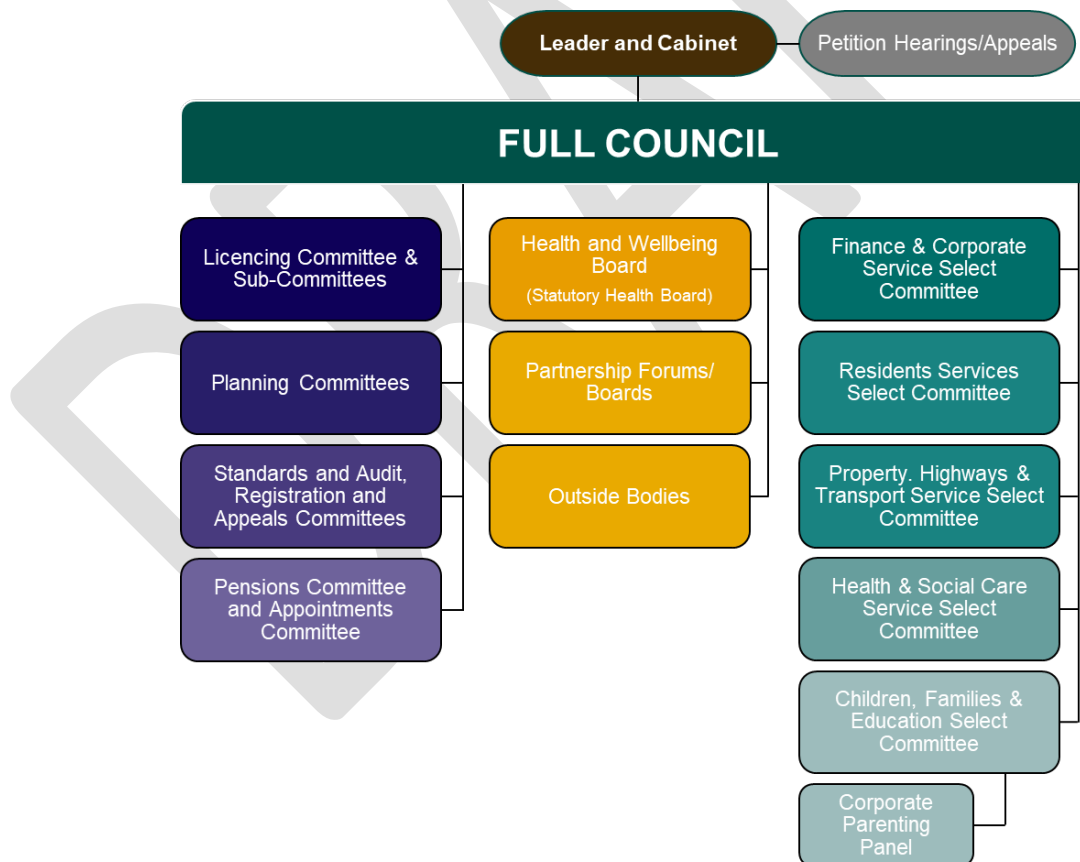 Leader and Cabinet
Petition Hearings/Appeals
FULL COUNCIL
Licencing Committee &
Sub-Committees
Planning Committees
Standards and Audit,
Registration and
Appeals Committees
Pensions Committee
and Appointments
Committee
Health and Wellbeing
Board
(Statutory Health Board)
Partnership Forums/
Boards
Outside Bodies
Finance & Corporate
Service Select
Committee
Residents Services
Select Committee
Property. Highways &
Transport Service Select
Committee
Health & Social Care
Service Select
Committee
Children, Families &
Education Select
Committee
Corporate
Parenting
Panel